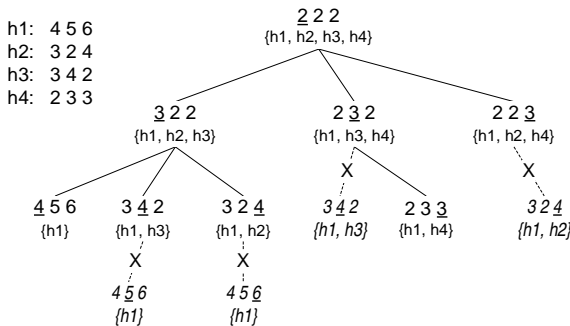 h1: 4 5 6
h2: 3 2 4
h3: 3 4 2
h4: 2 3 3
2 2 2
{h1, h2, h3, h4}
3 2 2
{h1, h2, h3}
2 3 2
{h1, h3, h4}
2 2 3
{h1, h2, h4}
X
X
4 5 6
{h1}
3 4 2
{h1, h3}
3 2 4
{h1, h2}
3 4 2
{h1, h3}
2 3 3
{h1, h4}
3 2 4
{h1, h2}
X
X
4 5 6
{h1}
4 5 6
{h1}